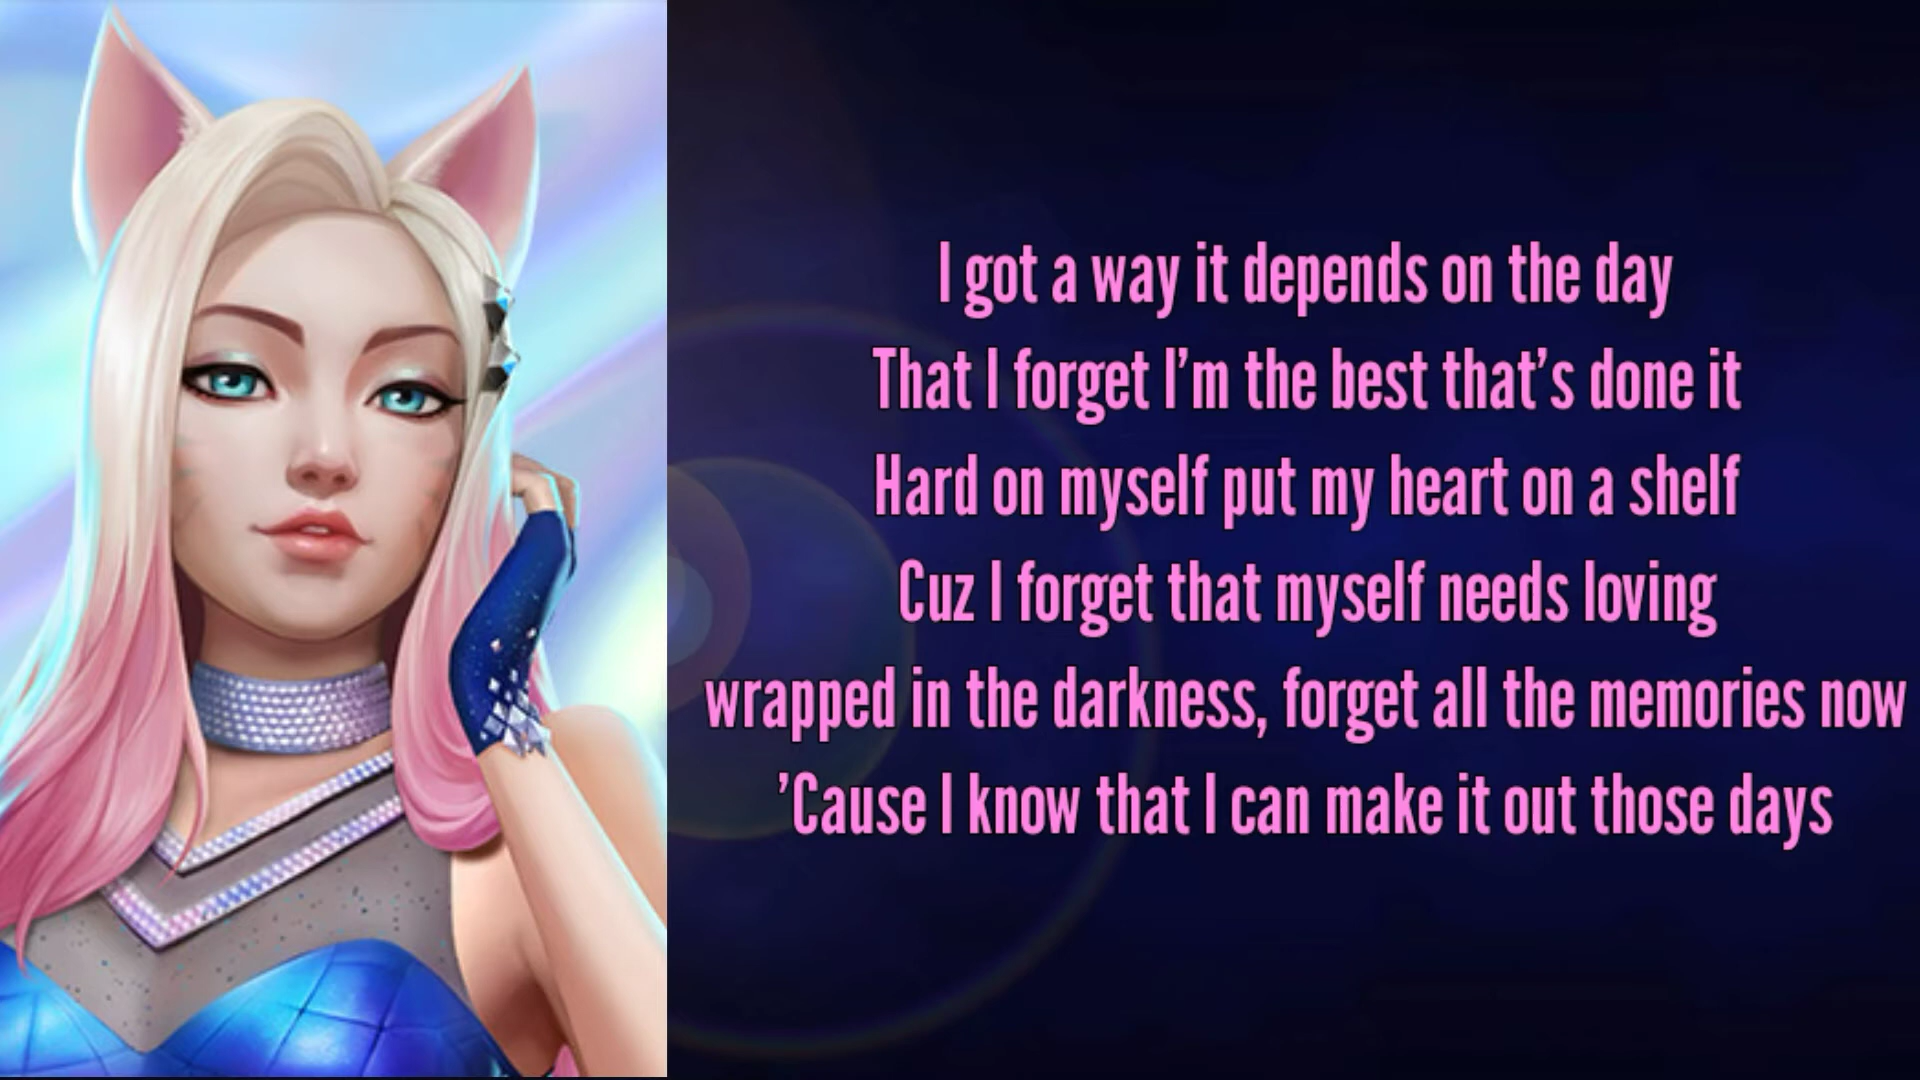 I got a way it depends on the day
That I forget I'm the best that's done it
Hard on myself put my heart on a shelf
Cuz I forget that myself needs loving
wrapped in the darkness, forget all the memories now
'Cause I know that I can make it out those days